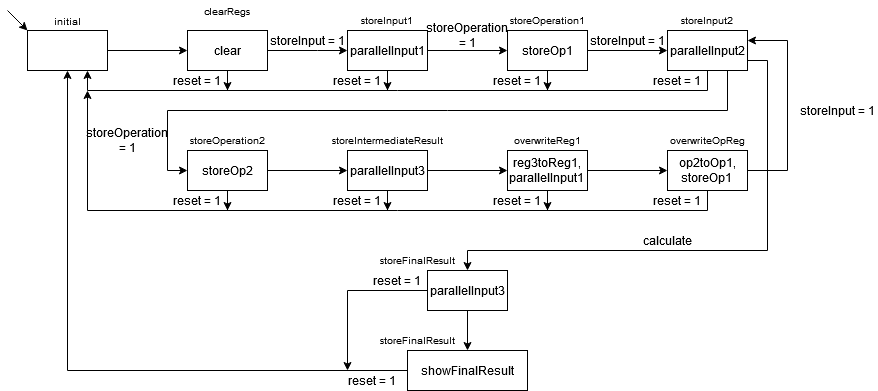 initial
clearRegs
storeInput1
storeOperation1
storeInput2
clear
storeInput = 1
parallelInput1
storeOperation
= 1
storeOp1
storeInput = 1
parallelInput2
reset = 1
reset = 1
reset = 1
reset = 1
storeInput = 1
storeOperation
= 1
storeOperation2
storeIntermediateResult
overwriteReg1
overwriteOpReg
storeOp2
parallelInput3
reg3toReg1,
parallelInput1
op2toOp1,
storeOp1
reset = 1
reset = 1
reset = 1
reset = 1
calculate
storeFinalResult
reset = 1
parallelInput3
storeFinalResult
showFinalResult
reset = 1